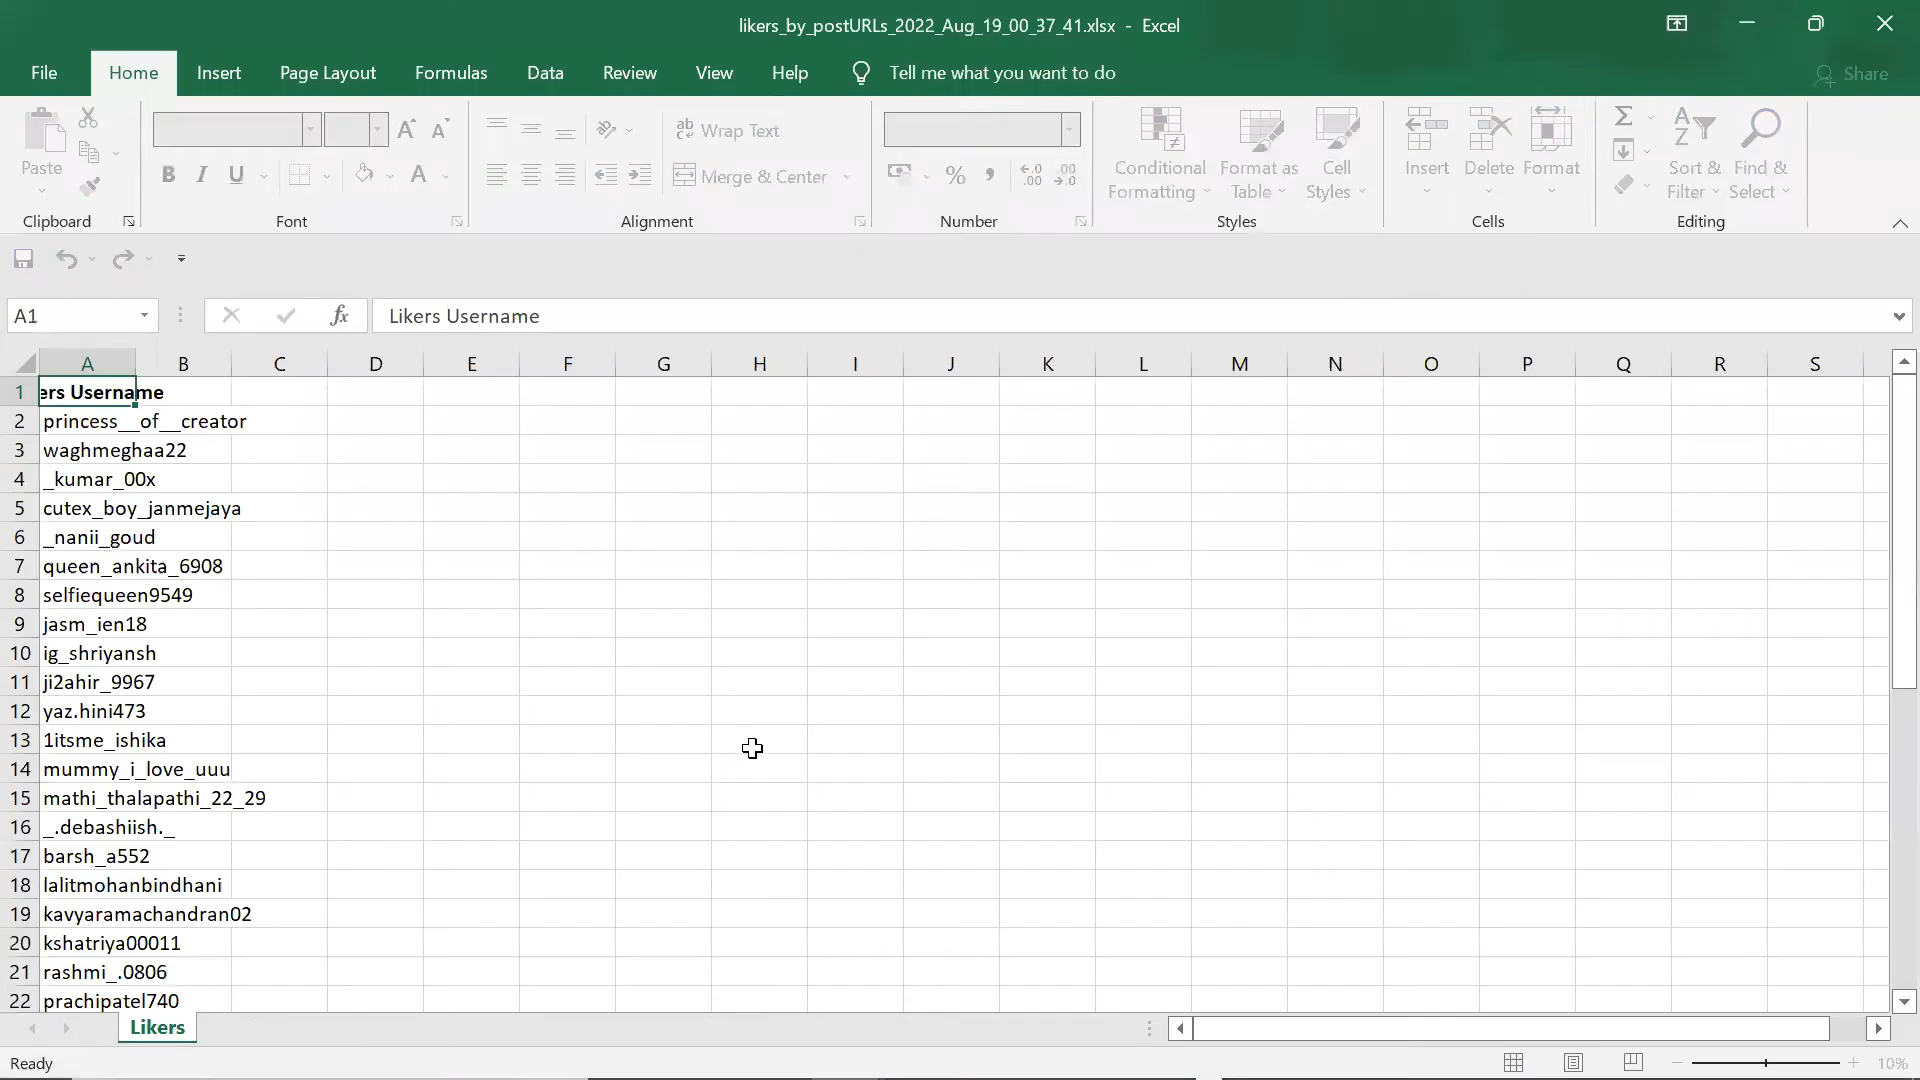 likers_by_postURLs_2022_Aug_19_00_37_41.xlsx - Excel
File Home Insert Page Layout Formulas Data Review View Help Tell me what you want to do Share
Paste
Wrap Text
Merge & Center
Conditional Formatting
Format as Table
Cell Styles
Insert
Delete
Format
Sort & Filter
Find & Select
Clipboard Font Alignment Number Styles Cells Editing
A1
fx
Likers Username
A B C D E F G H I J K L M N O P Q R S
1 ers Username
2 princess__of__creator
3 waghmeghaa22
4 _kumar_00x
5 cutex_boy_janmejaya
6 _nanii_goud
7 queen_ankita_6908
8 selfiequeen9549
9 jasm_ien18
10 ig_shriyansh
11 ji2ahir_9967
12 yaz.hini473
13 1itsme_ishika
14 mummy_i_love_uuu
15 mathi_thalapathi_22_29
16 _.debashiish._
17 barsh_a552
18 lalitmohanbindhani
19 kavyaramachandran02
20 kshatriya00011
21 rashmi_.0806
22 prachipatel740
Likers
Ready
10%